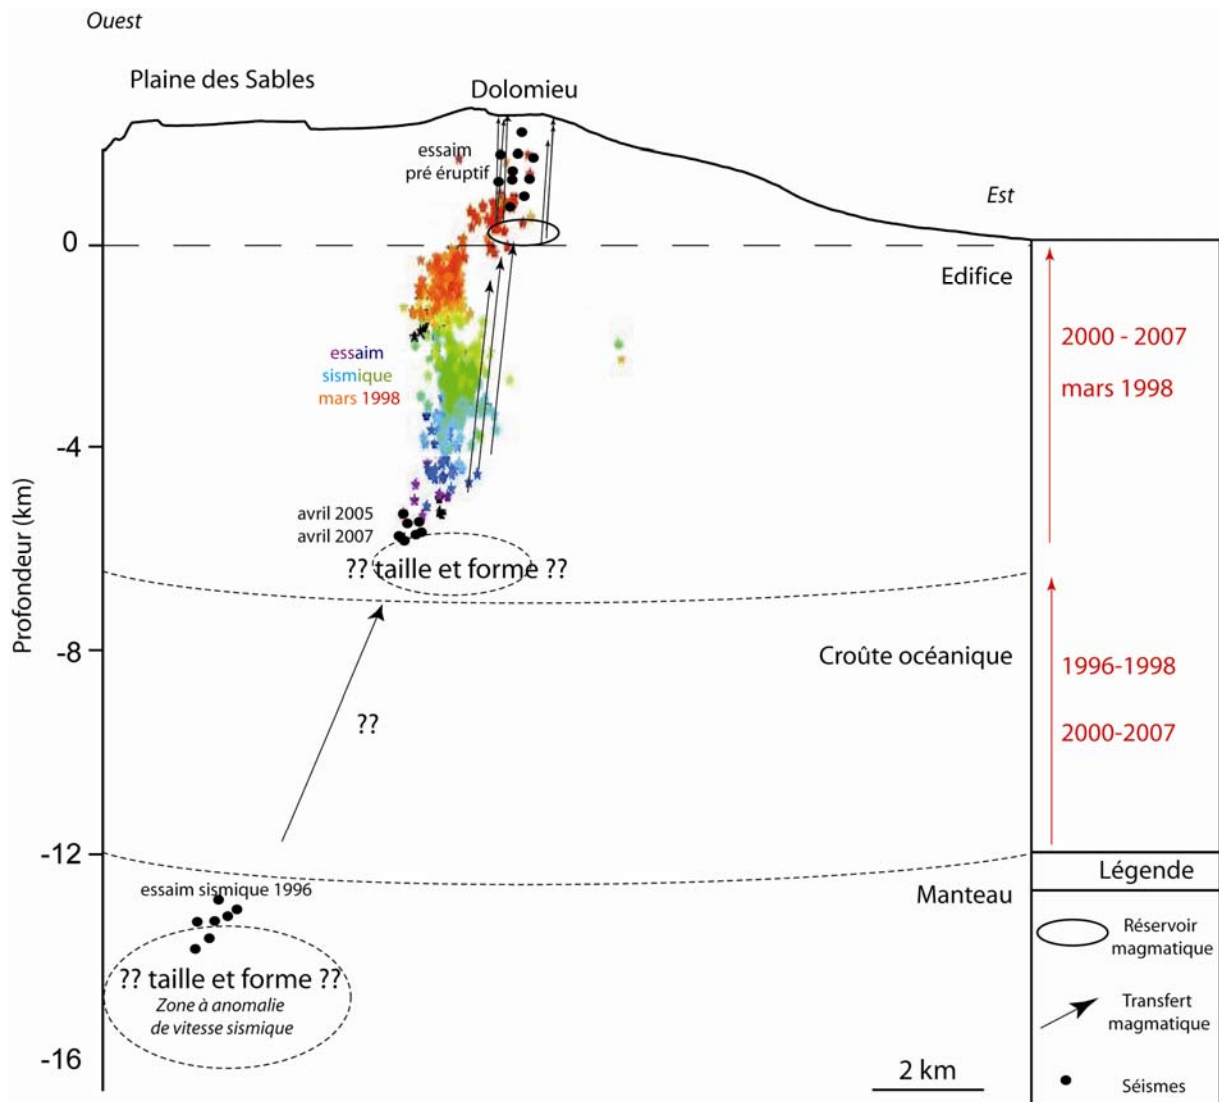 Ouest
Plaine des Sables
Dolomieu
essaim
pré éruptif
Est
0
Edifice
2000 - 2007
mars 1998
essaim
sismique
mars 1998
-4
avril 2005
avril 2007
?? taille et forme ??
Profondeur (km)
-8
Croûte océanique
1996-1998
2000-2007
??
-12
Légende
essaim sismique 1996
Manteau
Réservoir
magmatique
?? taille et forme ??
Zone à anomalie
de vitesse sismique
Transfert
magmatique
-16
2 km
Séismes